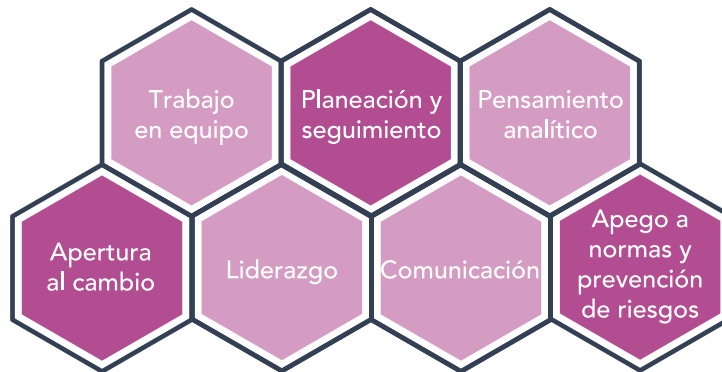 Trabajo
en equipo
Planeación y
seguimiento
Pensamiento
analítico
Apertura
al cambio
Liderazgo
Comunicación
Apego a
normas y
prevención
de riesgos